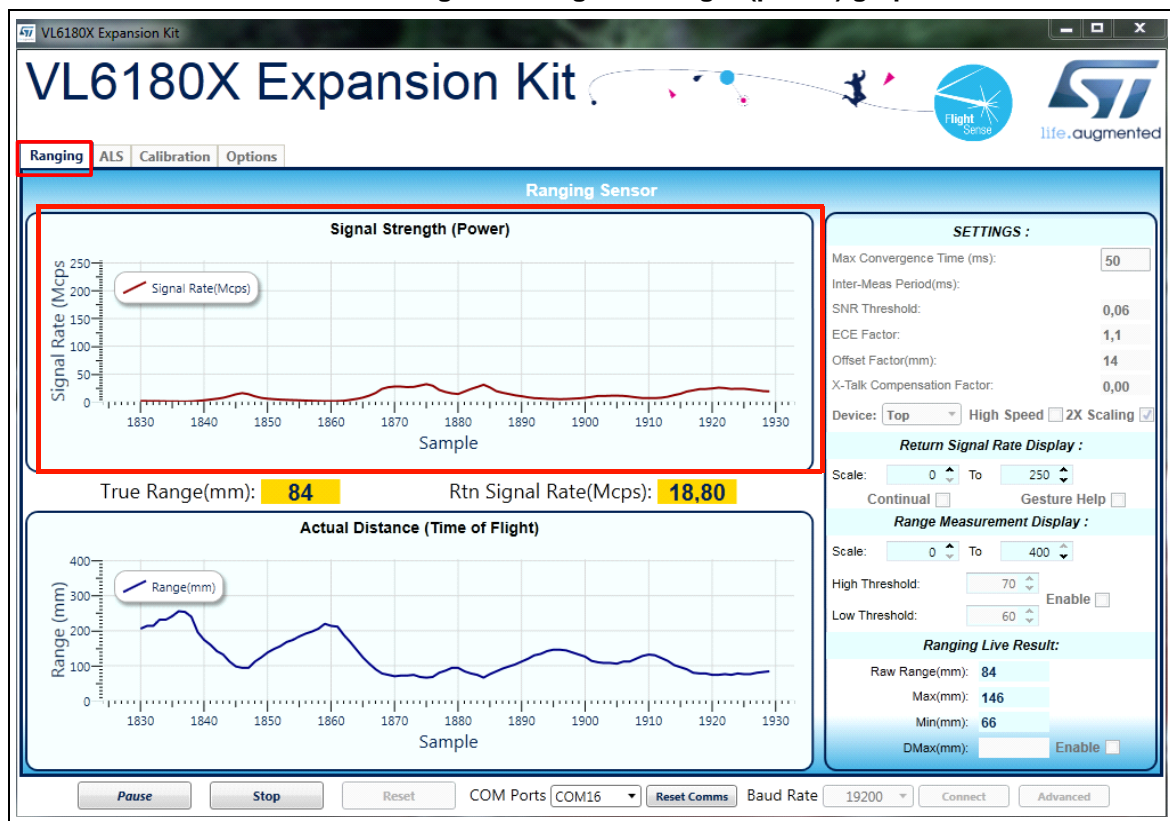 VL6180X Expansion Kit
VL6180X Expansion Kit
Flight
Sense
life.augmented
Ranging ALS Calibration Options
Ranging Sensor
Signal Strength (Power)
Signal Rate (Mcps
250
200
150
100
50
0
Signal Rate(Mcps)
1830 1840 1850 1860 1870 1880 1890 1900 1910 1920 1930
Sample
True Range(mm): 84 Rtn Signal Rate(Mcps): 18,80
Actual Distance (Time of Flight)
Range (mm)
400
300
200
100
0
Range(mm)
1830 1840 1850 1860 1870 1880 1890 1900 1910 1920 1930
Sample
SETTINGS :
Max Convergence Time (ms): 50
Inter-Meas Period(ms):
SNR Threshold: 0,06
ECE Factor: 1,1
Offset Factor(mm): 14
X-Talk Compensation Factor: 0,00
Device: Top High Speed 2X Scaling
Return Signal Rate Display :
Scale: 0 To 250
Continual Gesture Help
Range Measurement Display :
Scale: 0 To 400
High Threshold: 70
Enable
Low Threshold: 60
Ranging Live Result:
Raw Range(mm): 84
Max(mm): 146
Min(mm): 66
DMax(mm): Enable
Pause Stop Reset COM Ports COM16 Reset Comms Baud Rate 19200 Connect Advanced